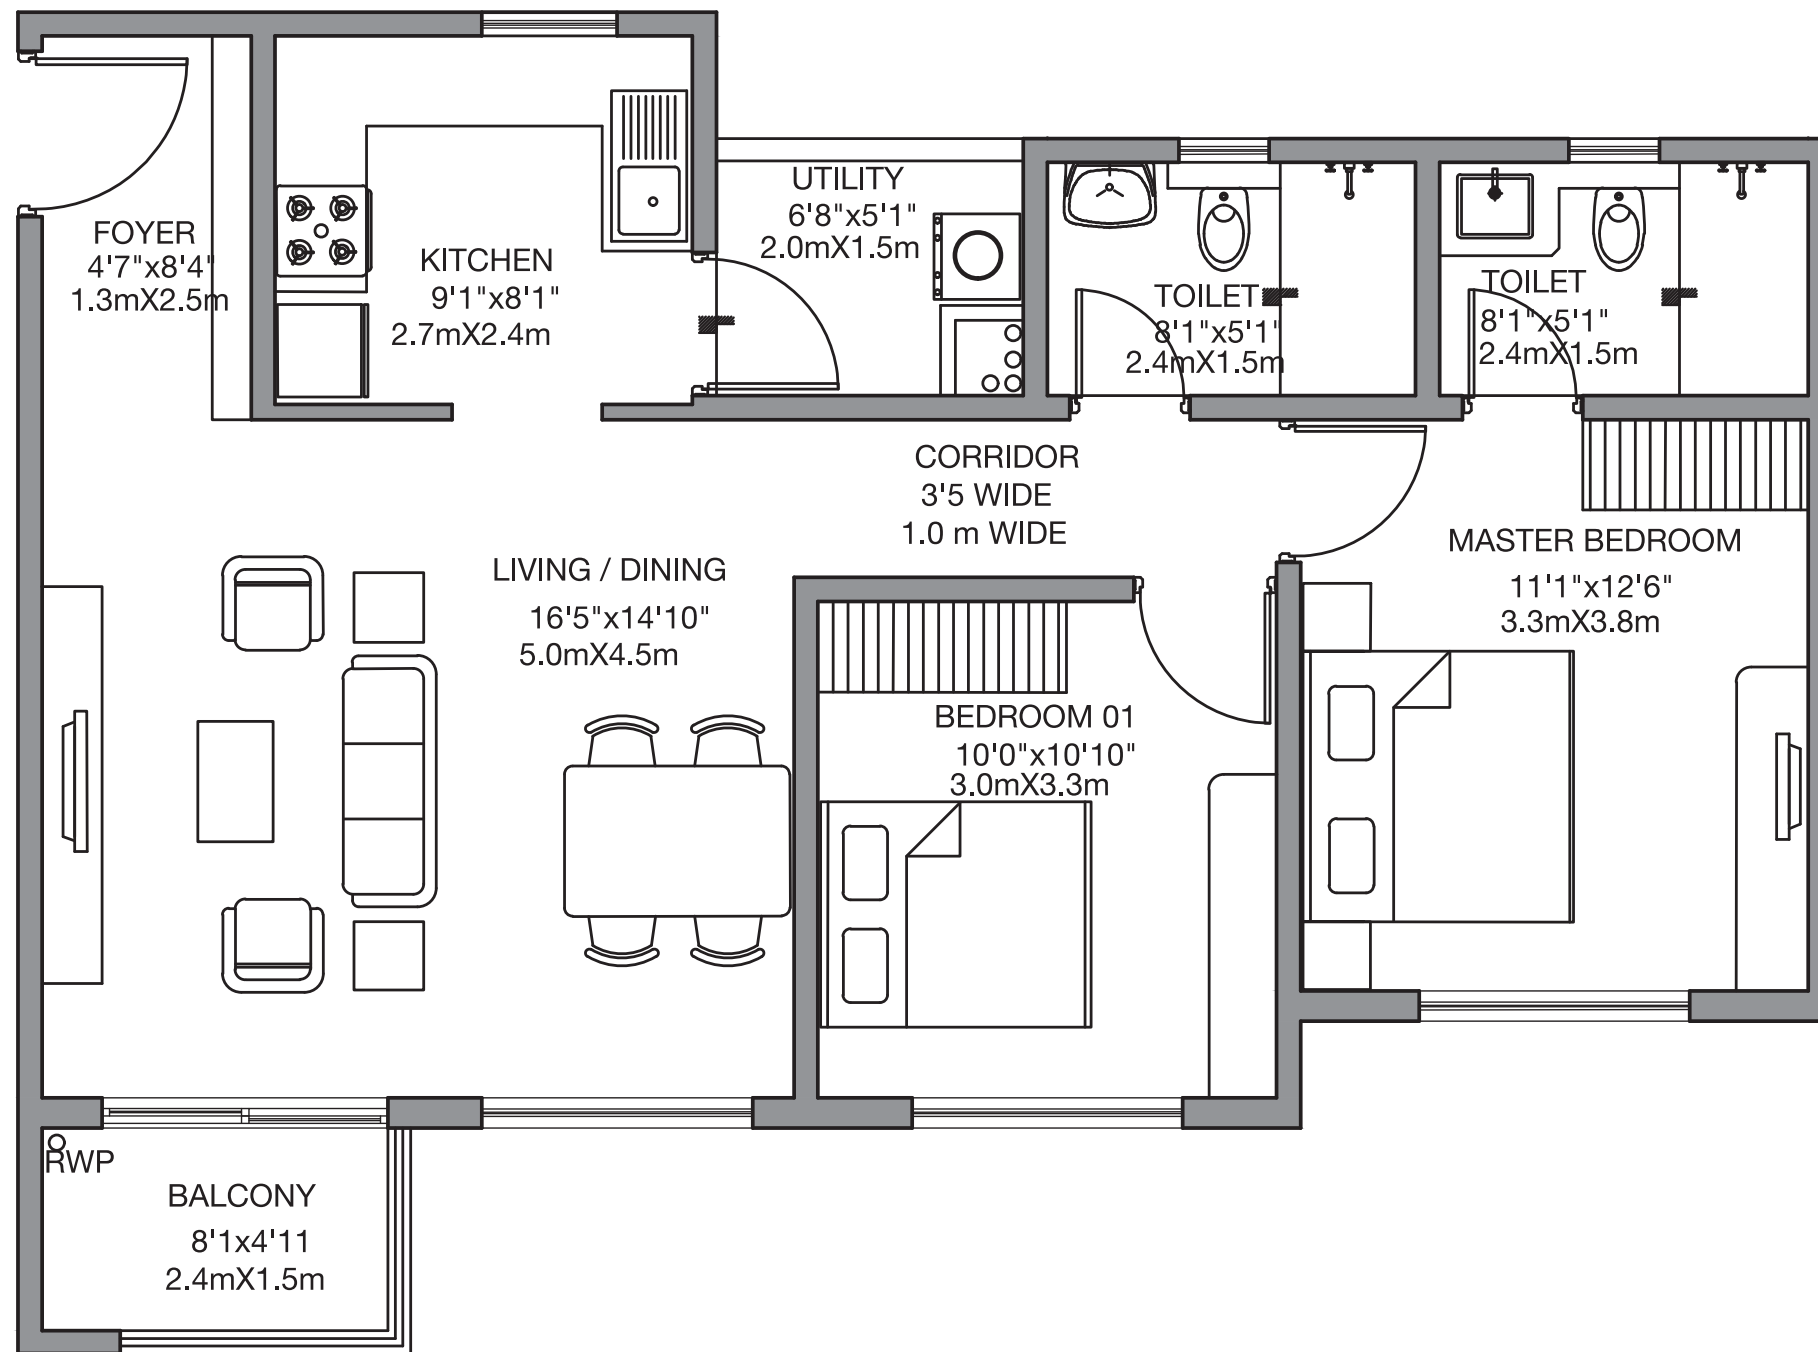 FOYER
4'7"x8'4"
1.3mX2.5m
KITCHEN
9'1"x8'1"
2.7mX2.4m
UTILITY
6'8"x5'1"
2.0mX1.5m
TOILET
8'1"x5'1"
2.4mX1.5m
TOILET
8'1"x5'1"
2.4mX1.5m
CORRIDOR
3'5 WIDE
1.0 m WIDE
LIVING / DINING
16'5"x14'10"
5.0mX4.5m
MASTER BEDROOM
11'1"x12'6"
3.3mX3.8m
BEDROOM 01
10'0"x10'10"
3.0mX3.3m
RWP
BALCONY
8'1x4'11
2.4mX1.5m